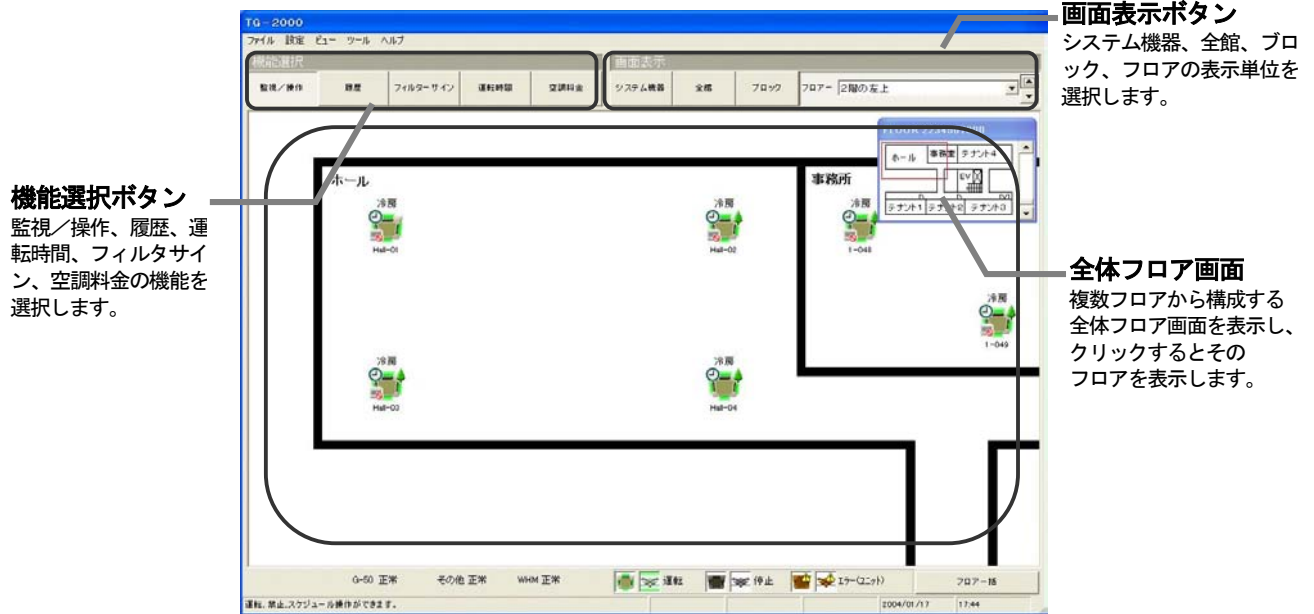 TG-2000
ファイル 設定 ビュー ツール ヘルプ
機能選択
画面表示
監視／操作 履歴 フィルターサイン 運転時間 空調料金
システム機器 全館 ブロック フロアー 2階の左上
画面表示ボタン
システム機器、全館、ブロ
ック、フロアの表示単位を
選択します。
機能選択ボタン
監視／操作、履歴、運
転時間、フィルタサイ
ン、空調料金の機能を
選択します。
ホール
冷房
Hall-01
冷房
Hall-02
冷房
Hall-03
冷房
Hall-04
事務所
冷房
1-048
冷房
1-049
ホール 事務室 テナント4
EV
テナント1 テナント2 テナント3
全体フロア画面
複数フロアから構成する
全体フロア画面を表示し、
クリックするとその
フロアを表示します。
G-50 正常 その他 正常 WHM 正常
運転 停止 エラー(ユニット) フロアー括
運転、禁止、スケジュール操作ができます。
2004/01/17 17:44